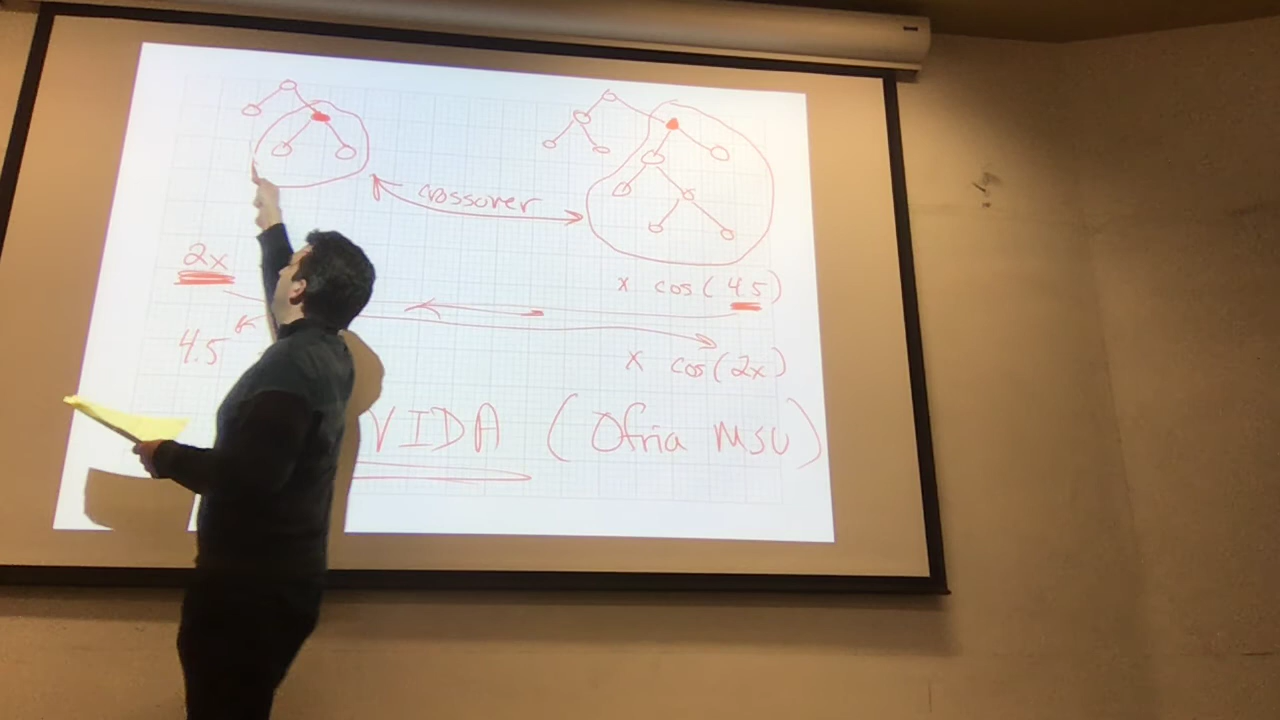 crossover
2x
x cos(4.5)
4.5
x cos(2x)
VIDA (Ofria MSU)